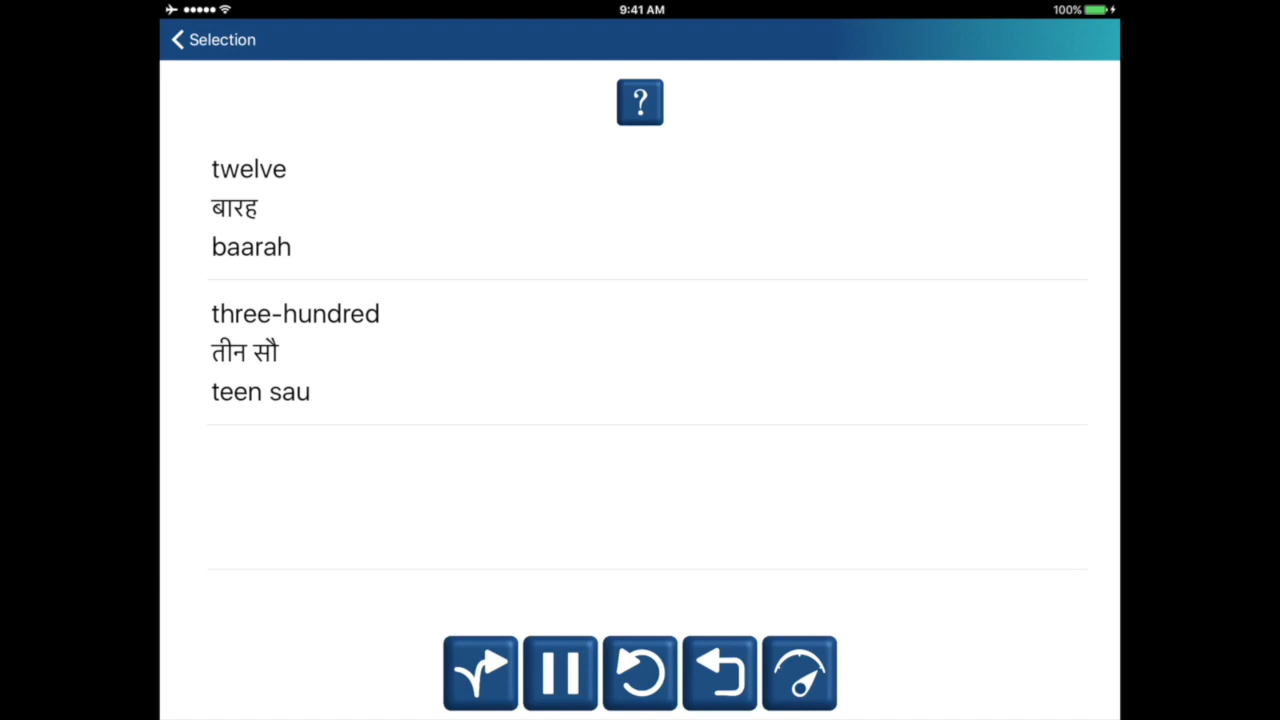 9:41 AM
100%
Selection
?
twelve
बारह
baarah
three-hundred
तीन सौ
teen sau